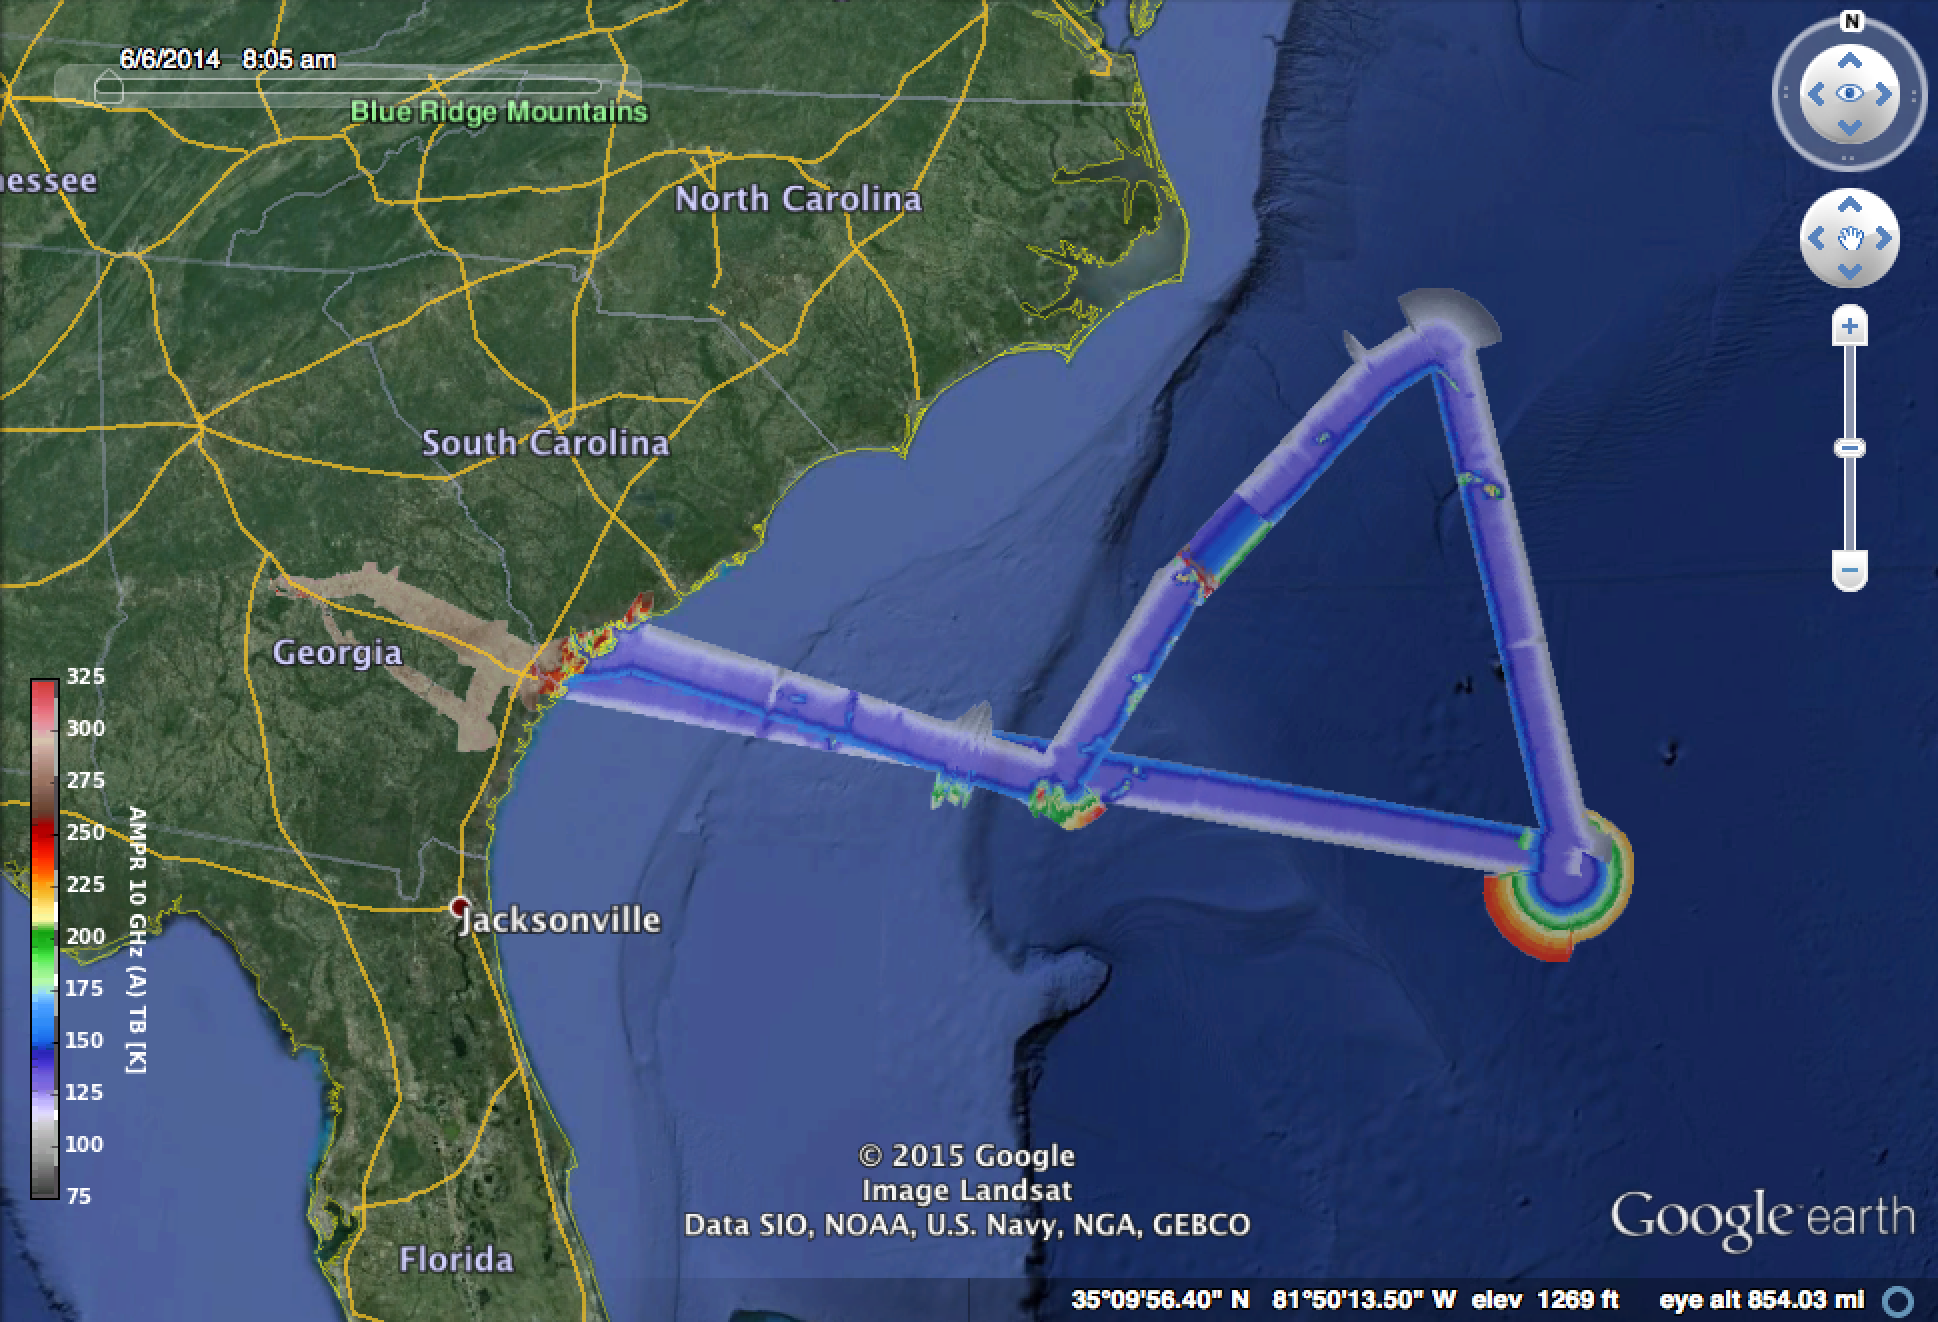 N
6/6/2014 8:05 am
Blue Ridge Mountains
nessee
North Carolina
South Carolina
Georgia
325
300
275
250
225
200
175
150
125
100
75
AMPR 10 GHz (A) TB [K]
Jacksonville
Florida
© 2015 Google
Image Landsat
Data SIO, NOAA, U.S. Navy, NGA, GEBCO
Google earth
35°09'56.40" N 81°50'13.50" W elev 1269 ft eye alt 854.03 mi